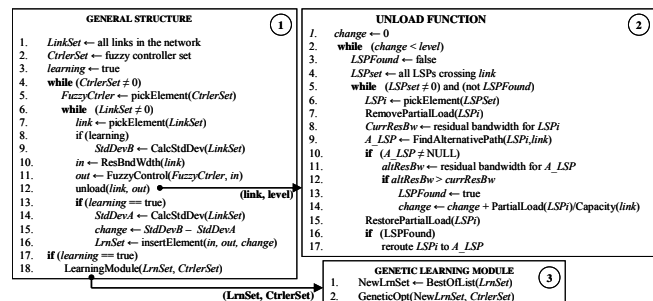 GENERAL STRUCTURE
1
1. LinkSet ← all links in the network
2. CtrlerSet ← fuzzy controller set
3. learning ← true
4. while (CtrlerSet ≠ 0)
5. FuzzyCtrler ← pickElement(CtrlerSet)
6. while (LinkSet ≠ 0)
7. link ← pickElement(LinkSet)
8. if (learning)
9. StdDevB ← CalcStdDev(LinkSet)
10. in ← ResBndWdth(link)
11. out ← FuzzyControl(FuzzyCtrler, in)
12. unload(link, out)
13. if (learning == true)
14. StdDevA ← CalcStdDev(LinkSet)
15. change ← StdDevB – StdDevA
16. LrnSet ← insertElement(in, out, change)
17. if (learning == true)
18. LearningModule(LrnSet, CtrlerSet)
(link, level)
(LrnSet, CtrlerSet)
UNLOAD FUNCTION
2
1. change ← 0
2. while (change < level)
3. LSPFound ← false
4. LSPset ← all LSPs crossing link
5. while (LSPset ≠ 0) and (not LSPFound)
6. LSPi ← pickElement(LSPSet)
7. RemovePartialLoad(LSPi)
8. CurrResBw ← residual bandwidth for LSPi
9. A_LSP ← FindAlternativePath(LSPi,link)
10. if (A_LSP ≠ NULL)
11. altResBw ← residual bandwidth for A_LSP
12. if altResBw > currResBw
13. LSPFound ← true
14. change ← change + PartialLoad(LSPi)/Capacity(link)
15. RestorePartialLoad(LSPi)
16. if (LSPFound)
17. reroute LSPi to A_LSP
GENETIC LEARNING MODULE
3
1. NewLrnSet ← BestOfList(LrnSet)
2. GeneticOpt(NewLrnSet, CtrlerSet)